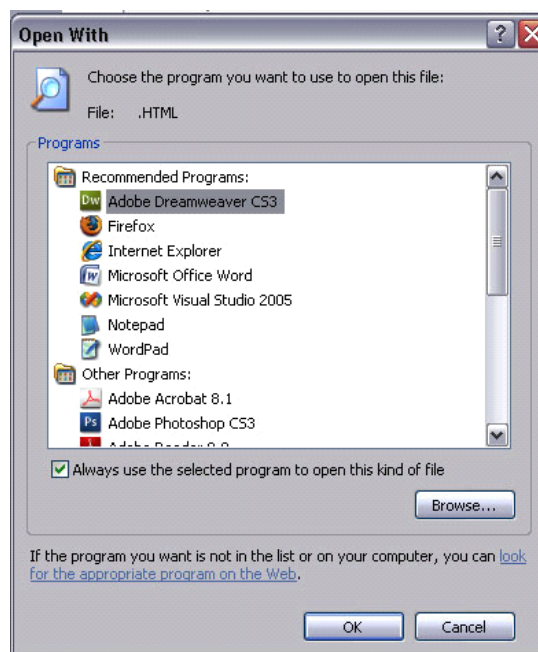 Open With
Choose the program you want to use to open this file:
File: .HTML
Programs
Recommended Programs:
Dw Adobe Dreamweaver CS3
Firefox
Internet Explorer
Microsoft Office Word
Microsoft Visual Studio 2005
Notepad
WordPad
Other Programs:
Adobe Acrobat 8.1
Ps Adobe Photoshop CS3
Adobe Reader
Always use the selected program to open this kind of file
Browse...
If the program you want is not in the list or on your computer, you can look
for the appropriate program on the Web.
OK Cancel